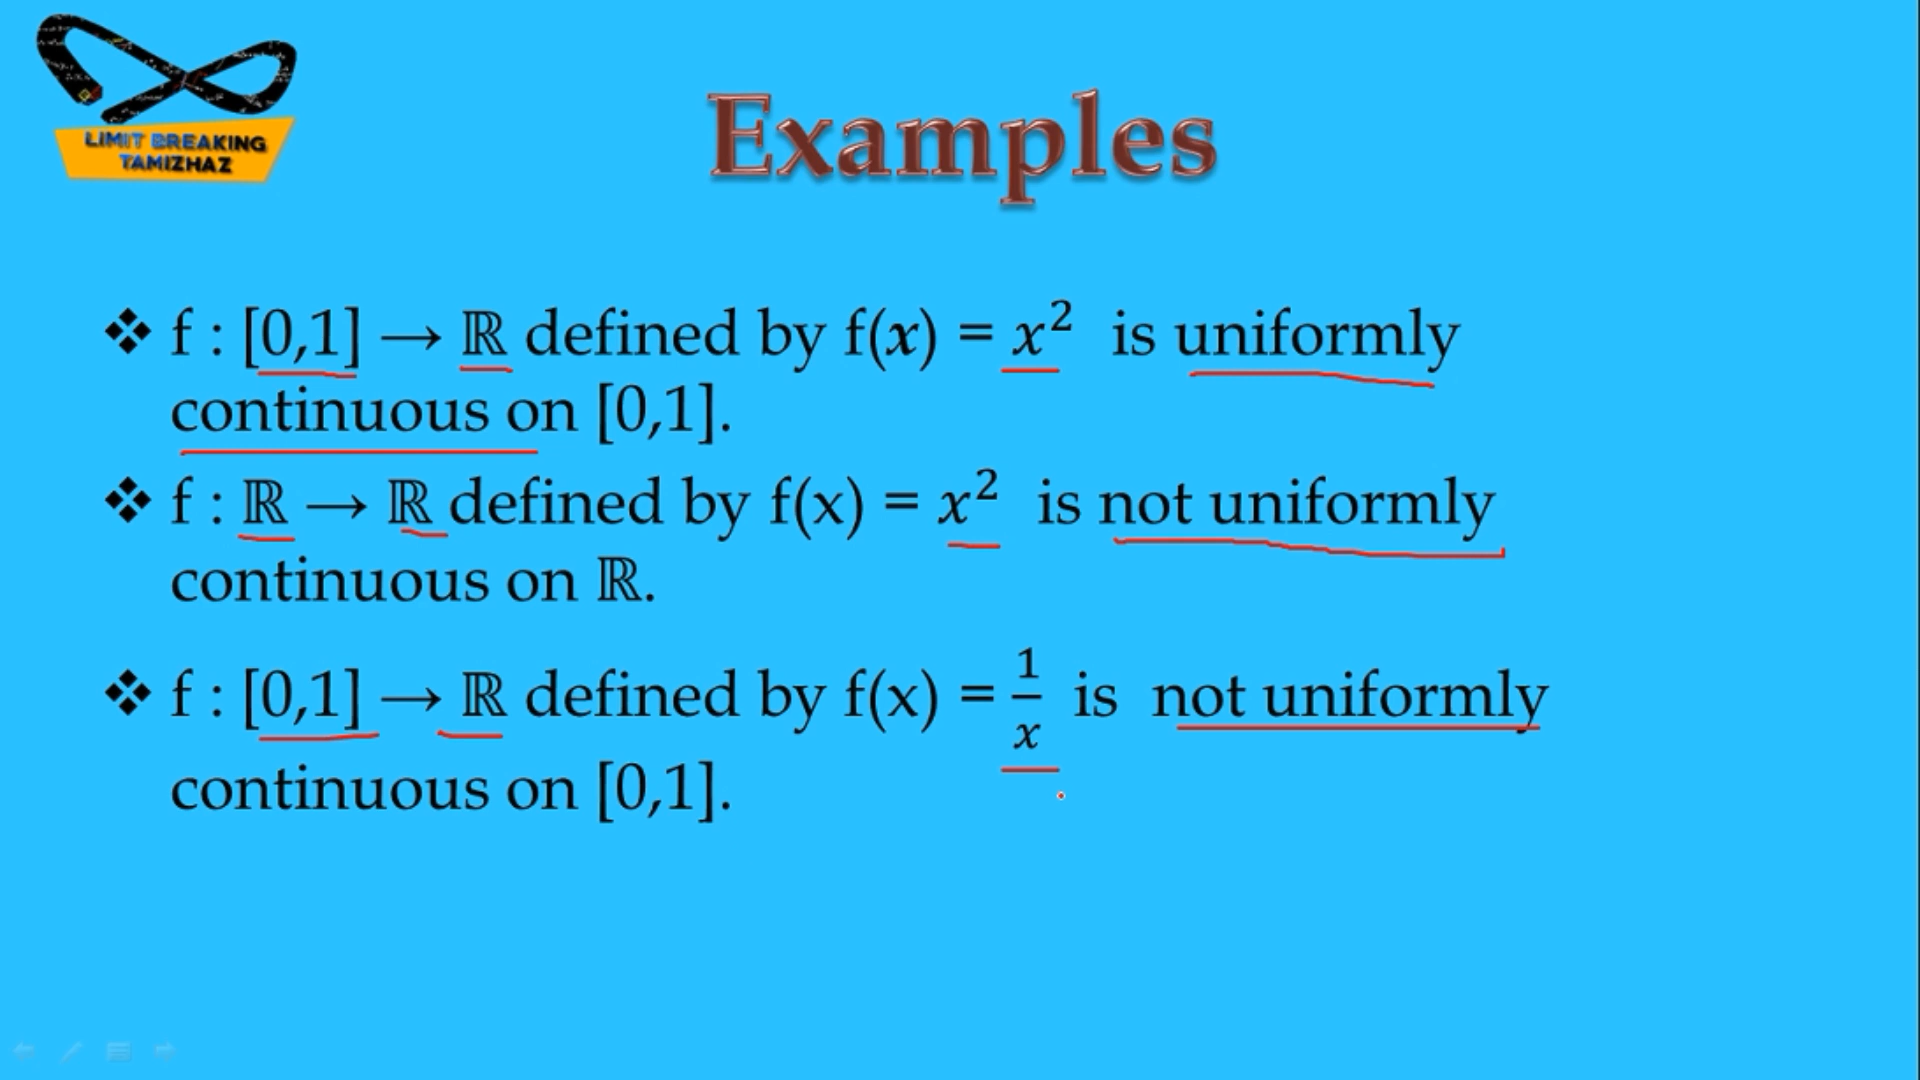 LIMIT BREAKING
TAMIZHAZ
Examples
❖ f : [0,1] → ℝ defined by f(x) = x² is uniformly
continuous on [0,1].
❖ f : ℝ → ℝ defined by f(x) = x² is not uniformly
continuous on ℝ.
❖ f : [0,1] → ℝ defined by f(x) = 1/x is not uniformly
continuous on [0,1].